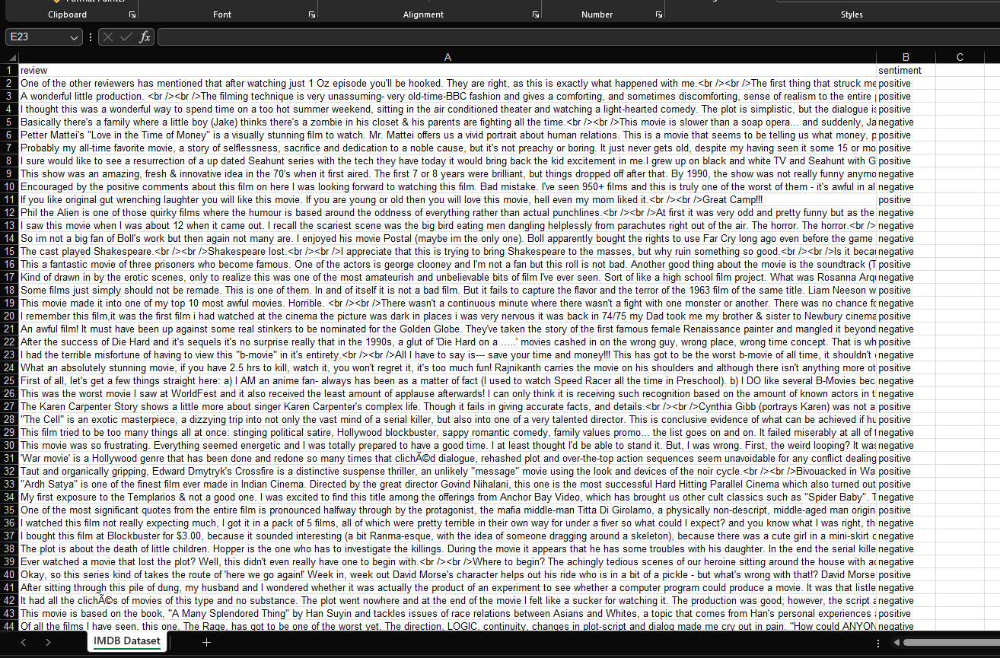 Clipboard Font Alignment Number Styles
E23 fx
A B C
1 review sentiment
2 One of the other reviewers has mentioned that after watching just 1 Oz episode you'll be hooked. They are right, as this is exactly what happened with me.<br /><br />The first thing that struck me positive
3 A wonderful little production. <br /><br />The filming technique is very unassuming- very old-time-BBC fashion and gives a comforting, and sometimes discomforting, sense of realism to the entire positive
4 I thought this was a wonderful way to spend time on a too hot summer weekend, sitting in the air conditioned theater and watching a light-hearted comedy. The plot is simplistic, but the dialogue is positive
5 Basically there's a family where a little boy (Jake) thinks there's a zombie in his closet & his parents are fighting all the time.<br /><br />This movie is slower than a soap opera... and suddenly, Ja negative
6 Petter Mattei's "Love in the Time of Money" is a visually stunning film to watch. Mr. Mattei offers us a vivid portrait about human relations. This is a movie that seems to be telling us what money, p positive
7 Probably my all-time favorite movie, a story of selflessness, sacrifice and dedication to a noble cause, but it's not preachy or boring. It just never gets old, despite my having seen it some 15 or mo positive
8 I sure would like to see a resurrection of a up dated Seahunt series with the tech they have today it would bring back the kid excitement in me.I grew up on black and white TV and Seahunt with G positive
9 This show was an amazing, fresh & innovative idea in the 70's when it first aired. The first 7 or 8 years were brilliant, but things dropped off after that. By 1990, the show was not really funny anymo negative
10 Encouraged by the positive comments about this film on here I was looking forward to watching this film. Bad mistake. I've seen 950+ films and this is truly one of the worst of them - it's awful in al negative
11 If you like original gut wrenching laughter you will like this movie. If you are young or old then you will love this movie, hell even my mom liked it.<br /><br />Great Camp!!! positive
12 Phil the Alien is one of those quirky films where the humour is based around the oddness of everything rather than actual punchlines.<br /><br />At first it was very odd and pretty funny but as the negative
13 I saw this movie when I was about 12 when it came out. I recall the scariest scene was the big bird eating men dangling helplessly from parachutes right out of the air. The horror. The horror.<br /> negative
14 So im not a big fan of Boll's work but then again not many are. I enjoyed his movie Postal (maybe im the only one). Boll apparently bought the rights to use Far Cry long ago even before the game negative
15 The cast played Shakespeare.<br /><br />Shakespeare lost.<br /><br />I appreciate that this is trying to bring Shakespeare to the masses, but why ruin something so good.<br /><br />Is it becau negative
16 This a fantastic movie of three prisoners who become famous. One of the actors is george clooney and I'm not a fan but this roll is not bad. Another good thing about the movie is the soundtrack (T positive
17 Kind of drawn in by the erotic scenes, only to realize this was one of the most amateurish and unbelievable bits of film I've ever seen. Sort of like a high school film project. What was Rosanna Arqu negative
18 Some films just simply should not be remade. This is one of them. In and of itself it is not a bad film. But it fails to capture the flavor and the terror of the 1963 film of the same title. Liam Neeson w positive
19 This movie made it into one of my top 10 most awful movies. Horrible. <br /><br />There wasn't a continuous minute where there wasn't a fight with one monster or another. There was no chance fo negative
20 I remember this film,it was the first film i had watched at the cinema the picture was dark in places i was very nervous it was back in 74/75 my Dad took me my brother & sister to Newbury cinema positive
21 An awful film! It must have been up against some real stinkers to be nominated for the Golden Globe. They've taken the story of the first famous female Renaissance painter and mangled it beyond negative
22 After the success of Die Hard and it's sequels it's no surprise really that in the 1990s, a glut of 'Die Hard on a .....' movies cashed in on the wrong guy, wrong place, wrong time concept. That is wh positive
23 I had the terrible misfortune of having to view this "b-movie" in it's entirety.<br /><br />All I have to say is--- save your time and money!!! This has got to be the worst b-movie of all time, it shouldn't negative
24 What an absolutely stunning movie, if you have 2.5 hrs to kill, watch it, you won't regret it, it's too much fun! Rajnikanth carries the movie on his shoulders and although there isn't anything more ot positive
25 First of all, let's get a few things straight here: a) I AM an anime fan- always has been as a matter of fact (I used to watch Speed Racer all the time in Preschool). b) I DO like several B-Movies bec negative
26 This was the worst movie I saw at WorldFest and it also received the least amount of applause afterwards! I can only think it is receiving such recognition based on the amount of known actors in t negative
27 The Karen Carpenter Story shows a little more about singer Karen Carpenter's complex life. Though it fails in giving accurate facts, and details.<br /><br />Cynthia Gibb (portrays Karen) was not a positive
28 "The Cell" is an exotic masterpiece, a dizzying trip into not only the vast mind of a serial killer, but also into one of a very talented director. This is conclusive evidence of what can be achieved if hu positive
29 This film tried to be too many things all at once: stinging political satire, Hollywood blockbuster, sappy romantic comedy, family values promo... the list goes on and on. It failed miserably at all of t negative
30 This movie was so frustrating. Everything seemed energetic and I was totally prepared to have a good time. I at least thought I'd be able to stand it. But, I was wrong. First, the weird looping? It was negative
31 'War movie' is a Hollywood genre that has been done and redone so many times that clichÃ©d dialogue, rehashed plot and over-the-top action sequences seem unavoidable for any conflict dealing positive
32 Taut and organically gripping, Edward Dmytryk's Crossfire is a distinctive suspense thriller, an unlikely "message" movie using the look and devices of the noir cycle.<br /><br />Bivouacked in Wa positive
33 "Ardh Satya" is one of the finest film ever made in Indian Cinema. Directed by the great director Govind Nihalani, this one is the most successful Hard Hitting Parallel Cinema which also turned out positive
34 My first exposure to the Templarios & not a good one. I was excited to find this title among the offerings from Anchor Bay Video, which has brought us other cult classics such as "Spider Baby". T negative
35 One of the most significant quotes from the entire film is pronounced halfway through by the protagonist, the mafia middle-man Titta Di Girolamo, a physically non-descript, middle-aged man origin positive
36 I watched this film not really expecting much, I got it in a pack of 5 films, all of which were pretty terrible in their own way for under a fiver so what could I expect? and you know what I was right, th negative
37 I bought this film at Blockbuster for $3.00, because it sounded interesting (a bit Ranma-esque, with the idea of someone dragging around a skeleton), because there was a cute girl in a mini-skirt o negative
38 The plot is about the death of little children. Hopper is the one who has to investigate the killings. During the movie it appears that he has some troubles with his daughter. In the end the serial kille negative
39 Ever watched a movie that lost the plot? Well, this didn't even really have one to begin with.<br /><br />Where to begin? The achingly tedious scenes of our heroine sitting around the house with ac negative
40 Okay, so this series kind of takes the route of 'here we go again!' Week in, week out David Morse's character helps out his ride who is in a bit of a pickle - but what's wrong with that!? David Morse positive
41 After sitting through this pile of dung, my husband and I wondered whether it was actually the product of an experiment to see whether a computer program could produce a movie. It was that listle negative
42 It had all the clichÃ©s of movies of this type and no substance. The plot went nowhere and at the end of the movie I felt like a sucker for watching it. The production was good; however, the script a negative
43 This movie is based on the book, "A Many Splendored Thing" by Han Suyin and tackles issues of race relations between Asians and Whites, a topic that comes from Han's personal experiences positive
44 Of all the films I have seen, this one, The Rage, has got to be one of the worst yet. The direction, LOGIC, continuity, changes in plot-script and dialog made me cry out in pain. "How could ANYON negative
IMDB Dataset